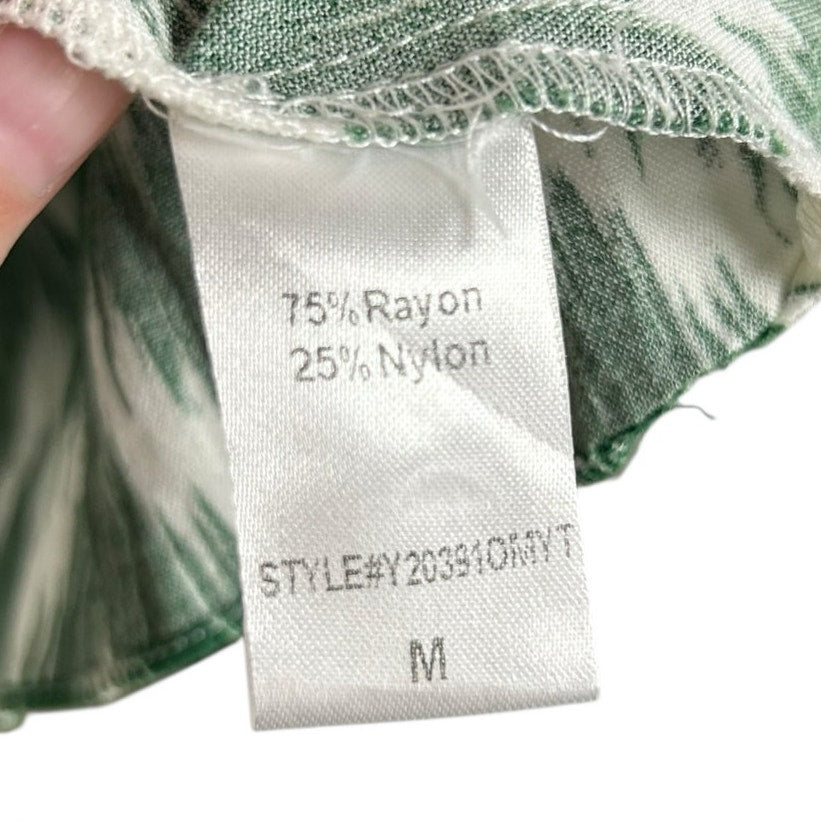 75% Rayon
25% Nylon
STYLE#Y20391OMYT
M